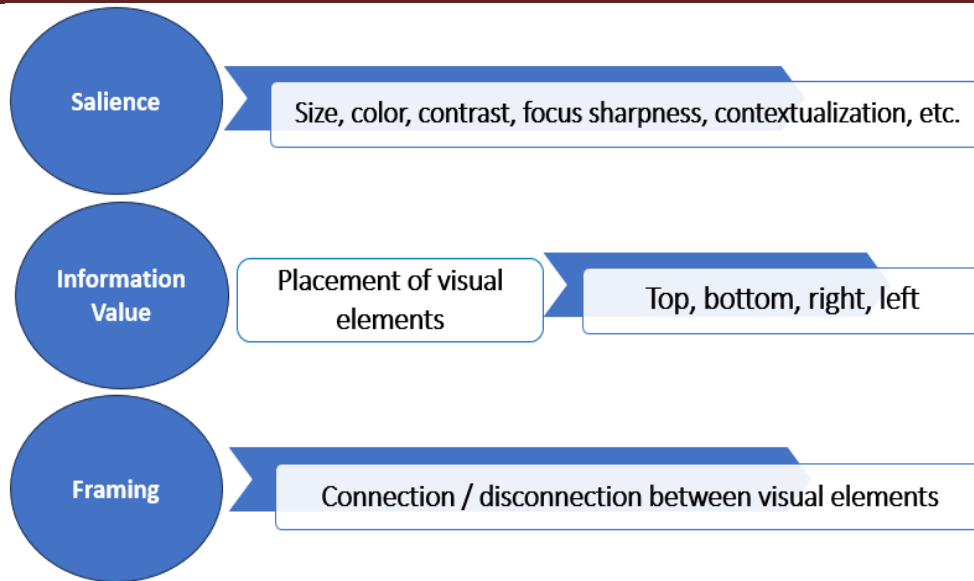 Salience
Size, color, contrast, focus sharpness, contextualization, etc.
Information
Value
Placement of visual
elements
Top, bottom, right, left
Framing
Connection / disconnection between visual elements